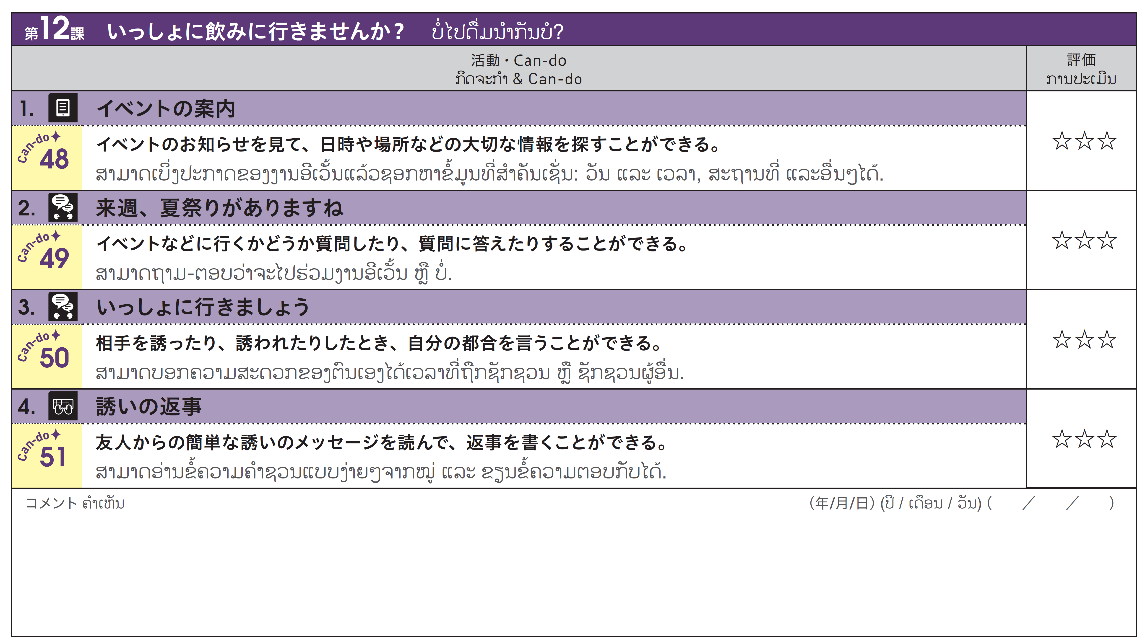 第12課 いっしょに飲みに行きませんか? ບໍ່ໄປດື່ມນຳກັນບໍ?
活動・Can-do
ກິດຈະກຳ & Can-do
評価
ການປະເມີນ
1. イベントの案内
Can-do 48
イベントのお知らせを見て、日時や場所などの大切な情報を探すことができる。
ສາມາດເບິ່ງປະກາດຂອງງານອີເວັ້ນແລ້ວຊອກຫາຂໍ້ມູນທີ່ສຳຄັນເຊັ່ນ: ວັນ ແລະ ເວລາ, ສະຖານທີ່ ແລະອື່ນໆໄດ້.
☆☆☆
2. 来週、夏祭りがありますね
Can-do 49
イベントなどに行くかどうか質問したり、質問に答えたりすることができる。
ສາມາດຖາມ-ຕອບວ່າຈະໄປຮ່ວມງານອີເວັ້ນ ຫຼື ບໍ່.
☆☆☆
3. いっしょに行きましょう
Can-do 50
相手を誘ったり、誘われたりしたとき、自分の都合を言うことができる。
ສາມາດບອກຄວາມສະດວກຂອງຕົນເອງໄດ້ເວລາທີ່ຖືກຊັກຊວນ ຫຼື ຊັກຊວນຜູ້ອື່ນ.
☆☆☆
4. 誘いの返事
Can-do 51
友人からの簡単な誘いのメッセージを読んで、返事を書くことができる。
ສາມາດອ່ານຂໍ້ຄວາມຄຳຊວນແບບງ່າຍໆຈາກໝູ່ ແລະ ຂຽນຂໍ້ຄວາມຕອບກັບໄດ້.
☆☆☆
コメント ຄຳເຫັນ
(年/月/日) (ປີ / ເດືອນ / ວັນ) ( / / )